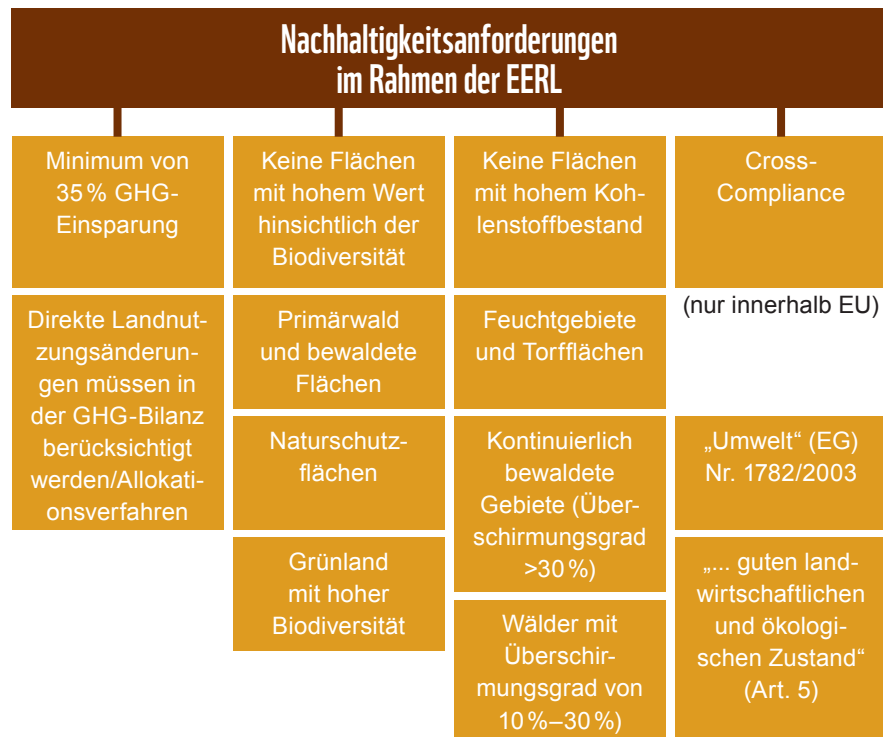 Nachhaltigkeitsanforderungen
im Rahmen der EERL
Minimum von
35 % GHG-
Einsparung
Direkte Landnut-
zungsänderun-
gen müssen in
der GHG-Bilanz
berücksichtigt
werden/Allokati-
onsverfahren
Keine Flächen
mit hohem Wert
hinsichtlich der
Biodiversität
Primärwald
und bewaldete
Flächen
Naturschutz-
flächen
Grünland
mit hoher
Biodiversität
Keine Flächen
mit hohem Koh-
lenstoffbestand
Feuchtgebiete
und Torfflächen
Kontinuierlich
bewaldete
Gebiete (Über-
schirmungsgrad
>30 %)
Wälder mit
Überschir-
mungsgrad von
10 %–30 %)
Cross-
Compliance
(nur innerhalb EU)
„Umwelt“ (EG)
Nr. 1782/2003
„... guten land-
wirtschaftlichen
und ökologi-
schen Zustand“
(Art. 5)